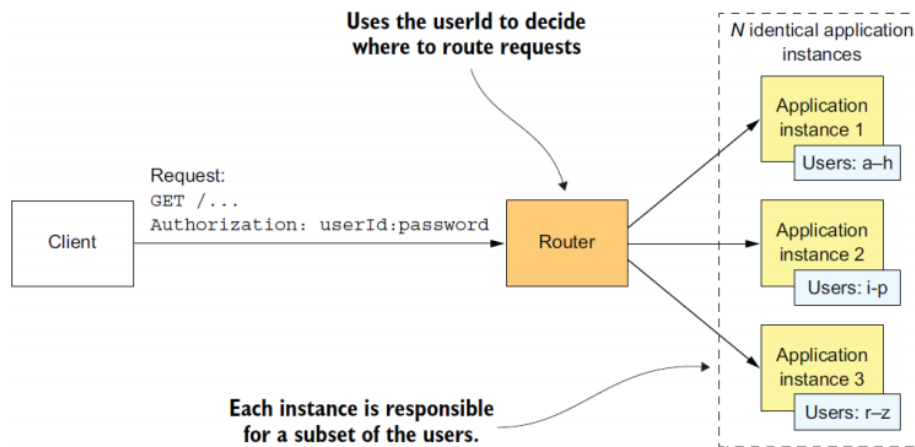 Uses the userId to decide
where to route requests
N identical application
instances
Application
instance 1
Users: a–h
Request:
GET /...
Authorization: userId:password
Client
Router
Application
instance 2
Users: i-p
Application
instance 3
Users: r–z
Each instance is responsible
for a subset of the users.